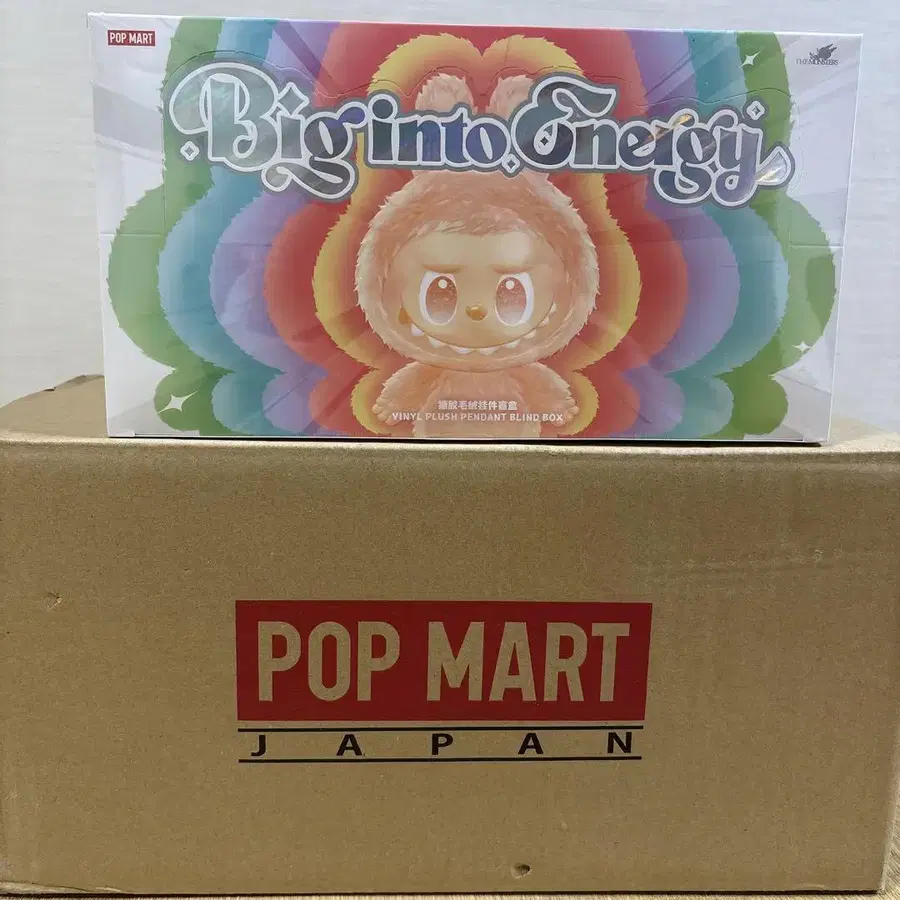 POP MART
THE MONSTERS
Big into Energy
搪胶毛绒挂件盲盒
VINYL PLUSH PENDANT BLIND BOX
POP MART
JAPAN